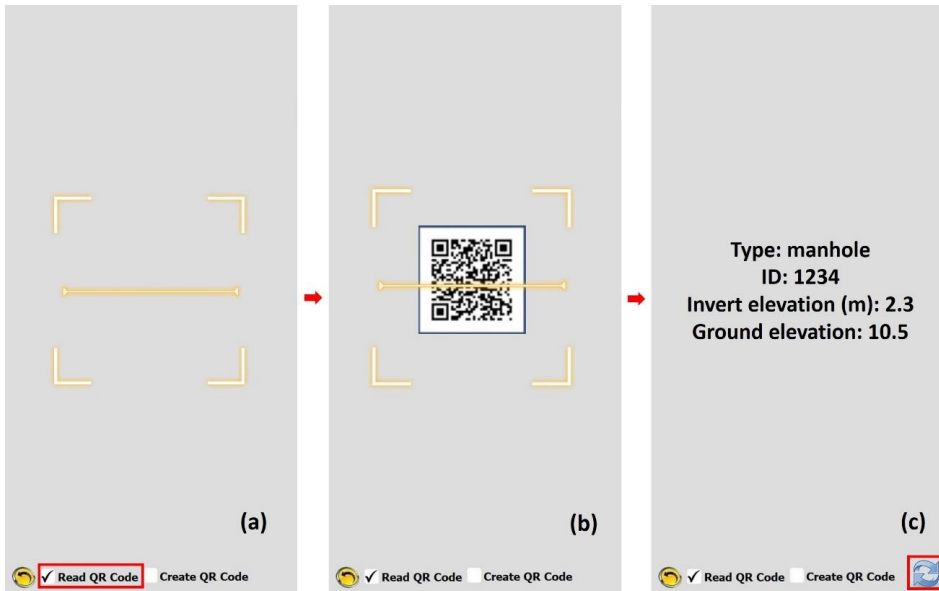 (a)
Read QR Code Create QR Code
(b)
Read QR Code Create QR Code
Type: manhole
ID: 1234
Invert elevation (m): 2.3
Ground elevation: 10.5
(c)
Read QR Code Create QR Code